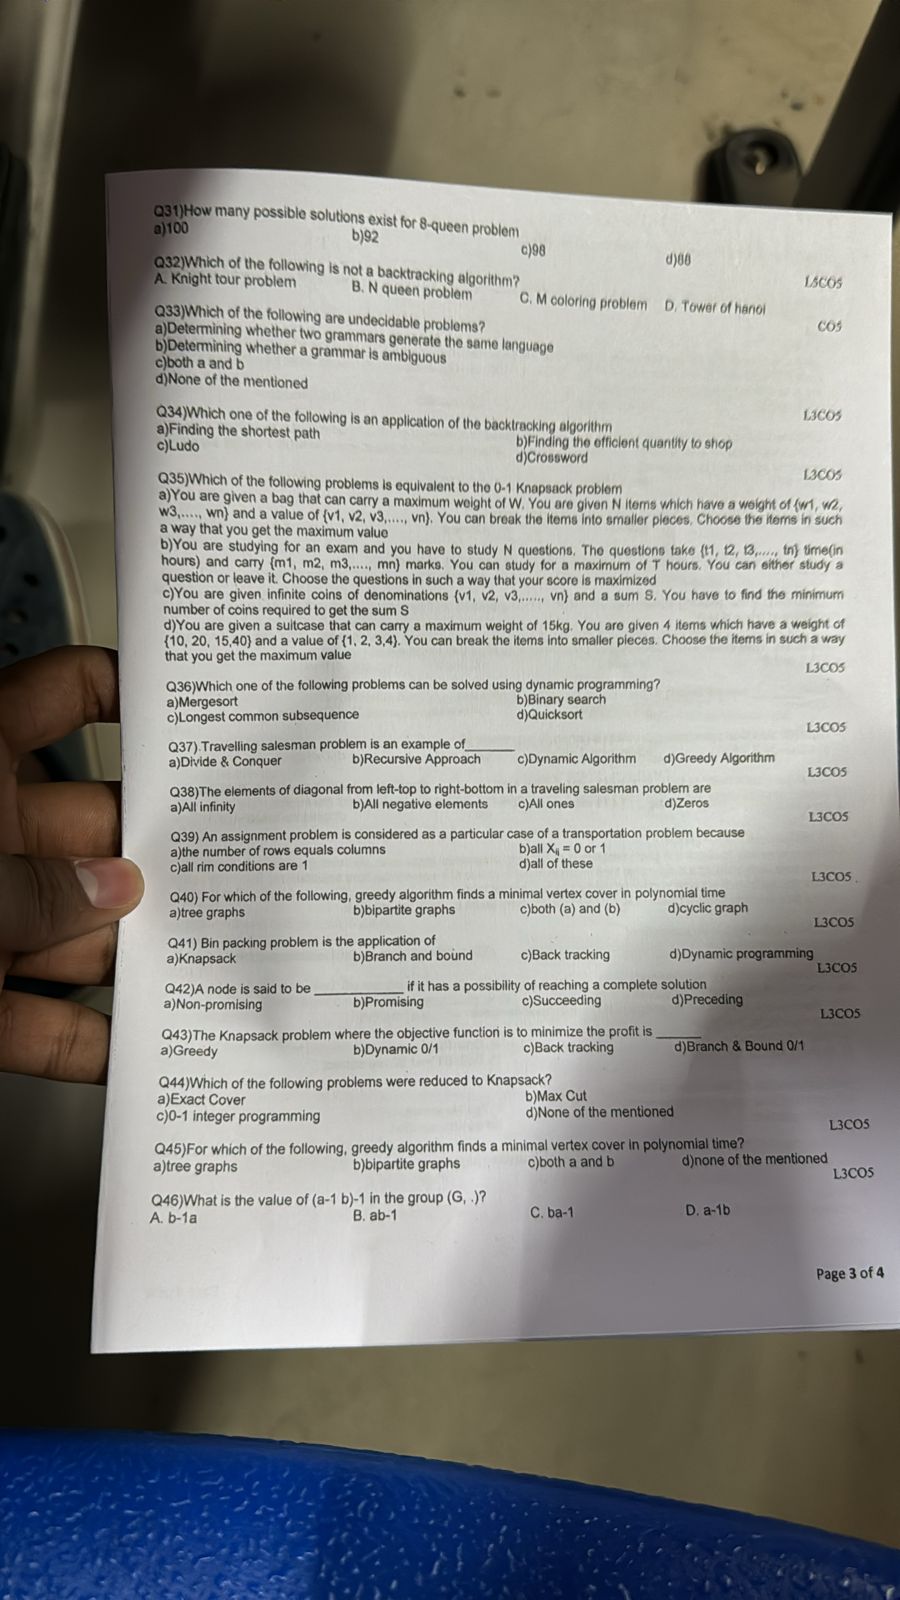 Q31)How many possible solutions exist for 8-queen problem
a)100 b)92 c)98 d)88
L5CO5
Q32)Which of the following is not a backtracking algorithm?
A. Knight tour problem B. N queen problem C. M coloring problem D. Tower of hanoi
CO5
Q33)Which of the following are undecidable problems?
a)Determining whether two grammars generate the same language
b)Determining whether a grammar is ambiguous
c)both a and b
d)None of the mentioned
L3CO5
Q34)Which one of the following is an application of the backtracking algorithm
a)Finding the shortest path b)Finding the efficient quantity to shop
c)Ludo d)Crossword
L3CO5
Q35)Which of the following problems is equivalent to the 0-1 Knapsack problem
a)You are given a bag that can carry a maximum weight of W. You are given N items which have a weight of {w1, w2,
w3,...., wn} and a value of {v1, v2, v3,...., vn}. You can break the items into smaller pieces. Choose the items in such
a way that you get the maximum value
b)You are studying for an exam and you have to study N questions. The questions take {t1, t2, t3,...., tn} time(in
hours) and carry {m1, m2, m3,...., mn} marks. You can study for a maximum of T hours. You can either study a
question or leave it. Choose the questions in such a way that your score is maximized
c)You are given infinite coins of denominations {v1, v2, v3,....., vn} and a sum S. You have to find the minimum
number of coins required to get the sum S
d)You are given a suitcase that can carry a maximum weight of 15kg. You are given 4 items which have a weight of
{10, 20, 15,40} and a value of {1, 2, 3,4}. You can break the items into smaller pieces. Choose the items in such a way
that you get the maximum value
L3CO5
Q36)Which one of the following problems can be solved using dynamic programming?
a)Mergesort b)Binary search
c)Longest common subsequence d)Quicksort
L3CO5
Q37).Travelling salesman problem is an example of_______
a)Divide & Conquer b)Recursive Approach c)Dynamic Algorithm d)Greedy Algorithm
L3CO5
Q38)The elements of diagonal from left-top to right-bottom in a traveling salesman problem are
a)All infinity b)All negative elements c)All ones d)Zeros
L3CO5
Q39) An assignment problem is considered as a particular case of a transportation problem because
a)the number of rows equals columns b)all Xij = 0 or 1
c)all rim conditions are 1 d)all of these
L3CO5 .
Q40) For which of the following, greedy algorithm finds a minimal vertex cover in polynomial time
a)tree graphs b)bipartite graphs c)both (a) and (b) d)cyclic graph
L3CO5
Q41) Bin packing problem is the application of
a)Knapsack b)Branch and bound c)Back tracking d)Dynamic programming
L3CO5
Q42)A node is said to be ____________ if it has a possibility of reaching a complete solution
a)Non-promising b)Promising c)Succeeding d)Preceding
L3CO5
Q43)The Knapsack problem where the objective function is to minimize the profit is ______
a)Greedy b)Dynamic 0/1 c)Back tracking d)Branch & Bound 0/1
Q44)Which of the following problems were reduced to Knapsack?
a)Exact Cover b)Max Cut
c)0-1 integer programming d)None of the mentioned
L3CO5
Q45)For which of the following, greedy algorithm finds a minimal vertex cover in polynomial time?
a)tree graphs b)bipartite graphs c)both a and b d)none of the mentioned
L3CO5
Q46)What is the value of (a-1 b)-1 in the group (G, .)?
A. b-1a B. ab-1 C. ba-1 D. a-1b
Page 3 of 4